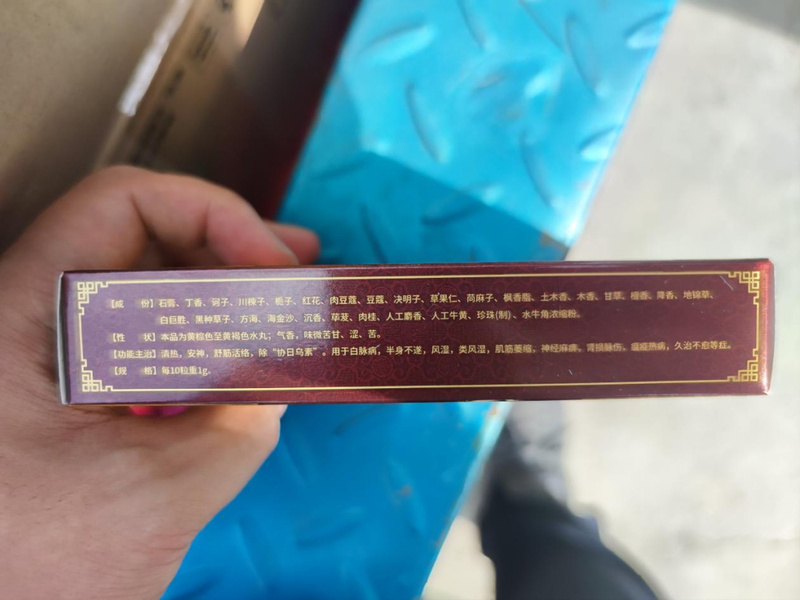 【成　份】石膏、丁香、诃子、川楝子、栀子、红花、肉豆蔻、豆蔻、决明子、草果仁、苘麻子、枫香脂、土木香、木香、甘草、檀香、降香、地锦草、
白巨胜、黑种草子、方海、海金沙、沉香、荜茇、肉桂、人工麝香、人工牛黄、珍珠(制)、水牛角浓缩粉。
【性　状】本品为黄棕色至黄褐色水丸；气香，味微苦甘、涩、苦。
【功能主治】清热，安神，舒筋活络，除“协日乌素”。用于白脉病，半身不遂，风湿，类风湿，肌筋萎缩，神经麻痹，肾损脉伤，瘟疫热病，久治不愈等症。
【规　格】每10粒重1g。